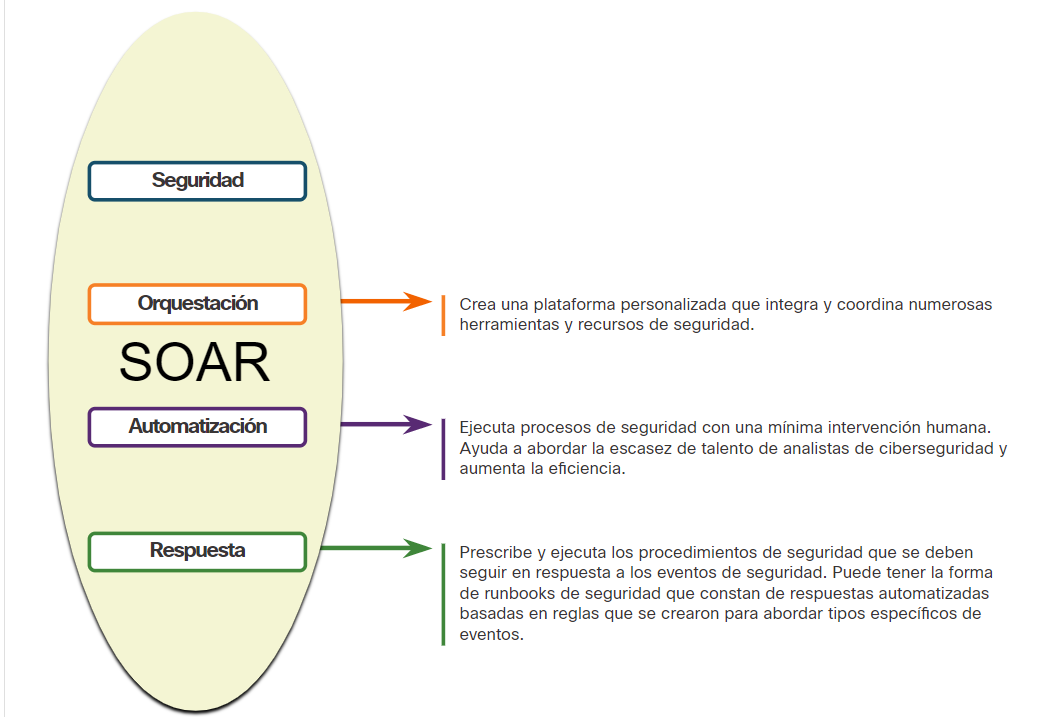 Seguridad
Orquestación
Crea una plataforma personalizada que integra y coordina numerosas
herramientas y recursos de seguridad.
SOAR
Automatización
Ejecuta procesos de seguridad con una mínima intervención humana.
Ayuda a abordar la escasez de talento de analistas de ciberseguridad y
aumenta la eficiencia.
Respuesta
Prescribe y ejecuta los procedimientos de seguridad que se deben
seguir en respuesta a los eventos de seguridad. Puede tener la forma
de runbooks de seguridad que constan de respuestas automatizadas
basadas en reglas que se crearon para abordar tipos específicos de
eventos.